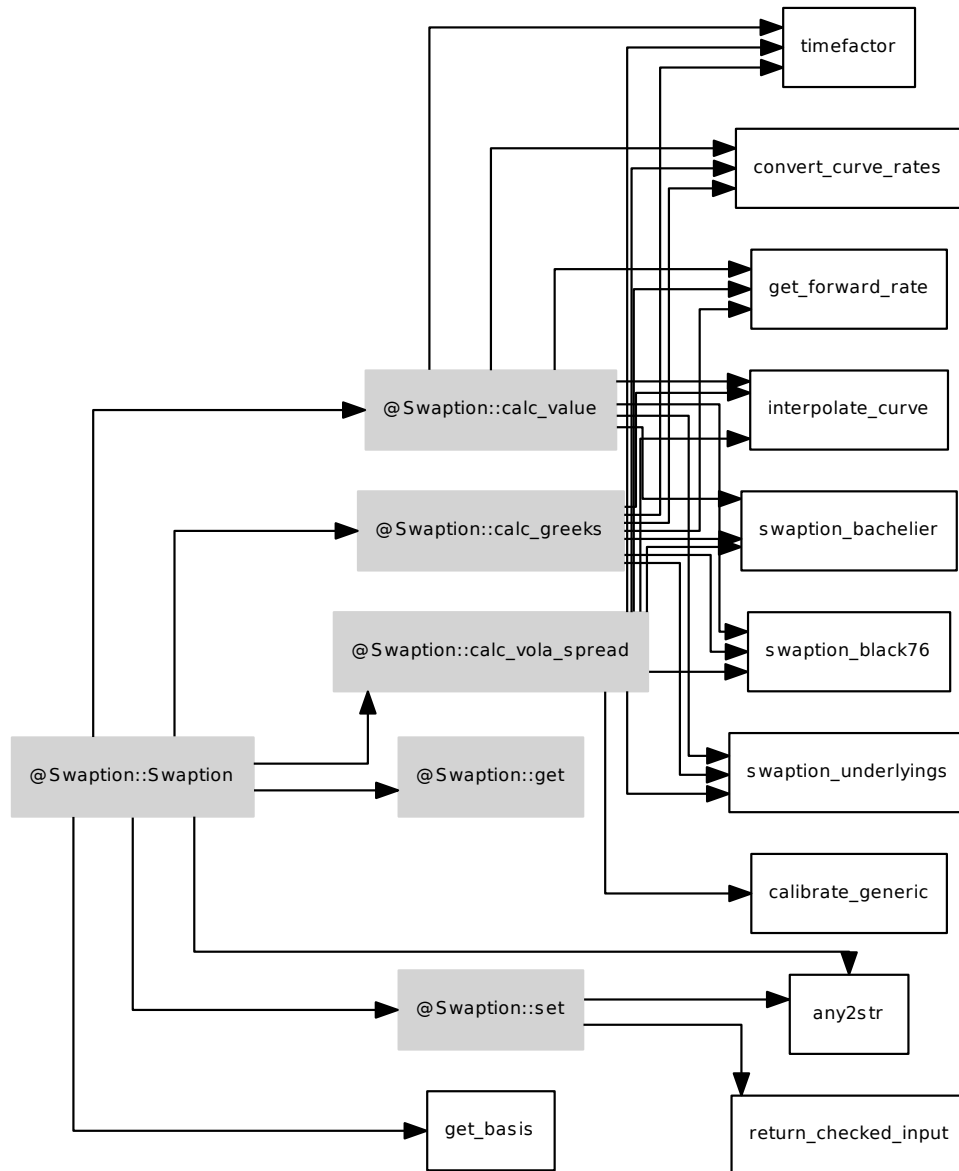 timefactor
convert_curve_rates
get_forward_rate
@Swaption::calc_value
interpolate_curve
@Swaption::calc_greeks
swaption_bachelier
@Swaption::calc_vola_spread
swaption_black76
@Swaption::Swaption
@Swaption::get
swaption_underlyings
calibrate_generic
@Swaption::set
any2str
get_basis
return_checked_input